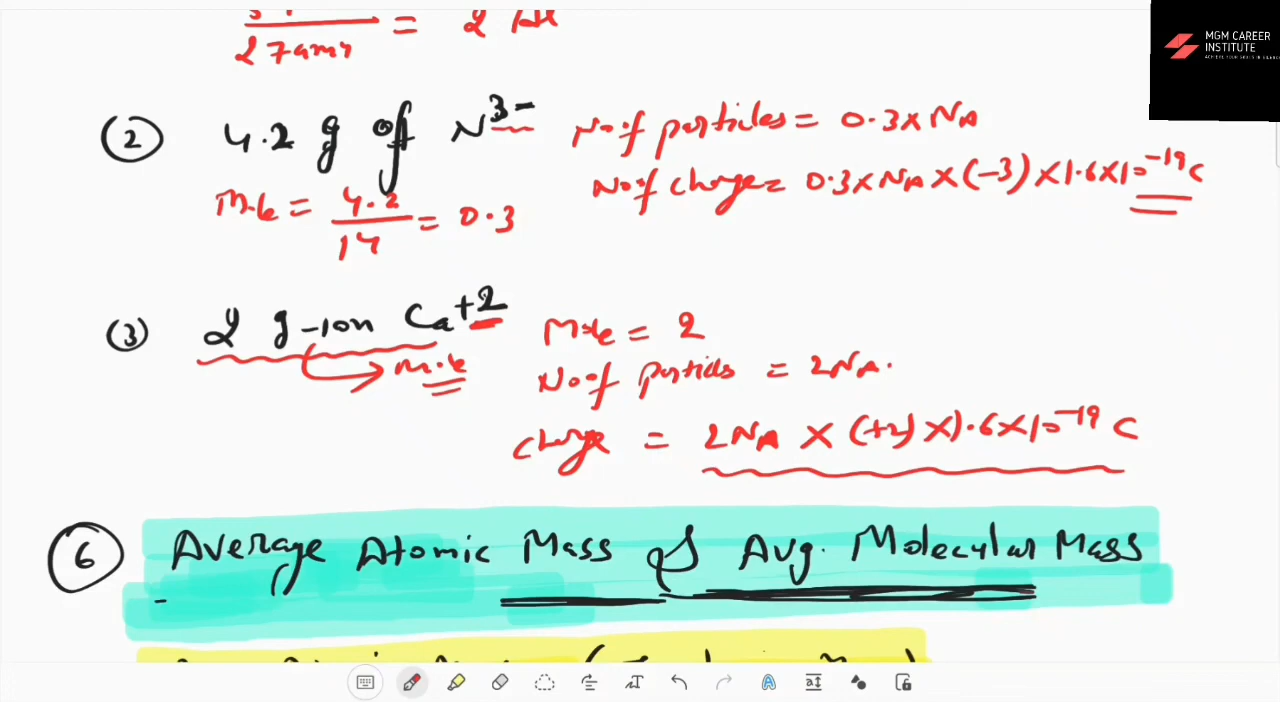 MGM CAREER
INSTITUTE
27amu = 2 Al
(2) 4.2 g of N³⁻
No of particles = 0.3 x NA
No of charge = 0.3 x NA x (-3) x 1.6 x 10⁻¹⁹ C
Mole = 4.2/14 = 0.3
(3) 2 g-ion Ca⁺²
Mole
Mole = 2
No of particls = 2NA.
charge = 2NA x (+2) x 1.6 x 10⁻¹⁹ C
6 Average Atomic Mass & Avg. Molecular Mass